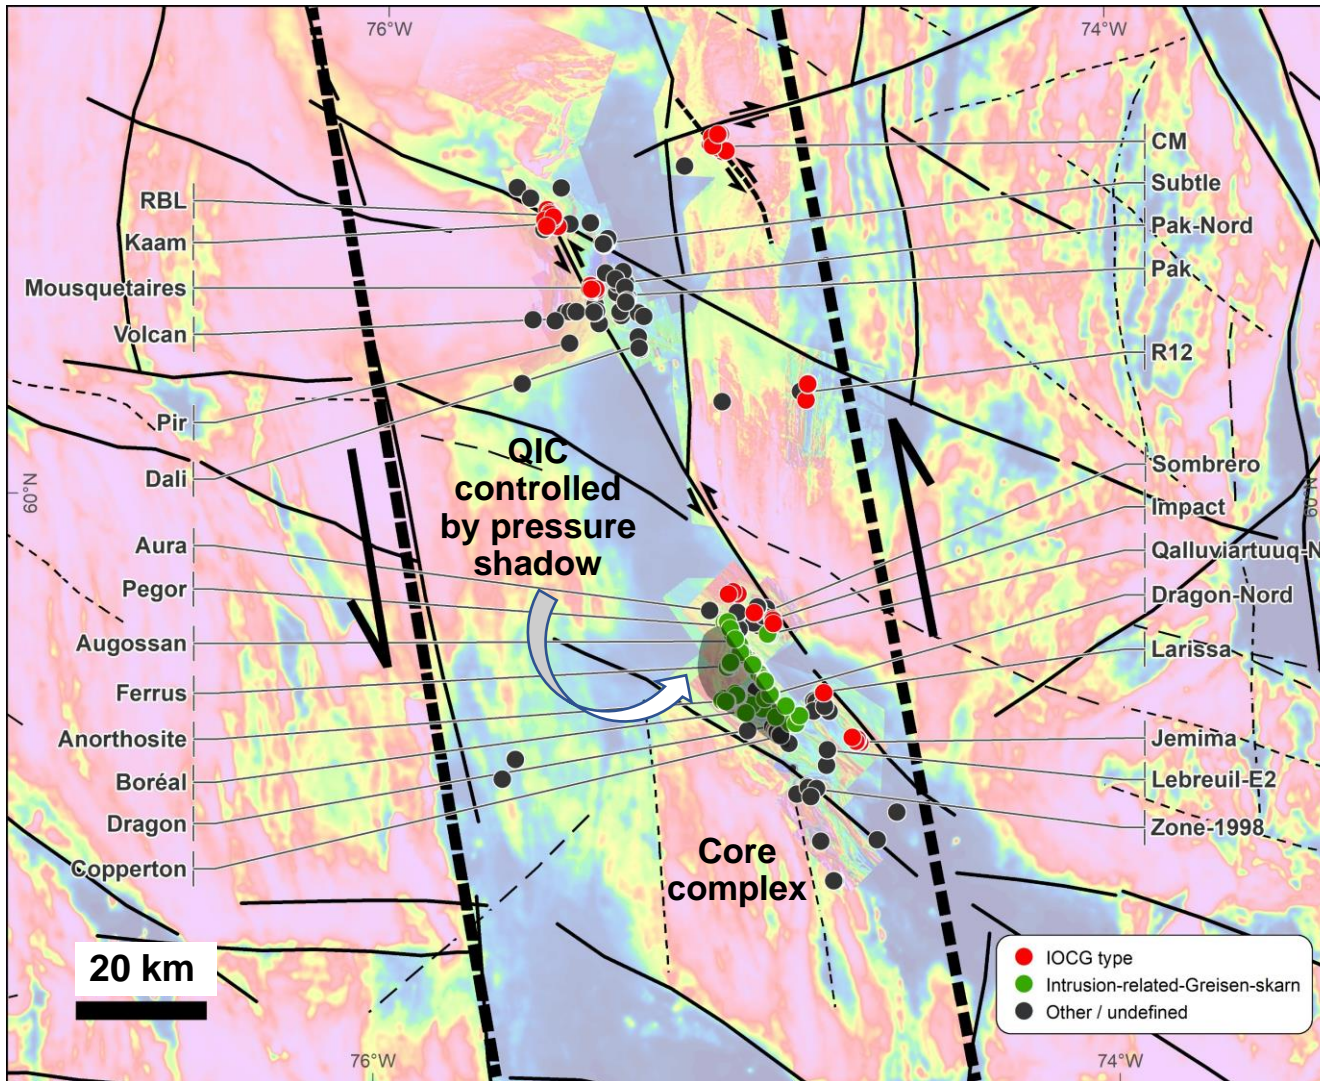 76°W
74°W
CM
Subtle
RBL
Pak-Nord
Kaam
Pak
Mousquetaires
Volcan
R12
Pir
QIC
controlled
by pressure
shadow
Sombrero
Dali
60°N
60°N
Impact
Aura
Qalluviartuuq-N
Pegor
Dragon-Nord
Augossan
Larissa
Ferrus
Anorthosite
Jemima
Boréal
Lebreuil-E2
Dragon
Zone-1998
Copperton
Core
complex
20 km
IOCG type
Intrusion-related-Greisen-skarn
Other / undefined
76°W
74°W